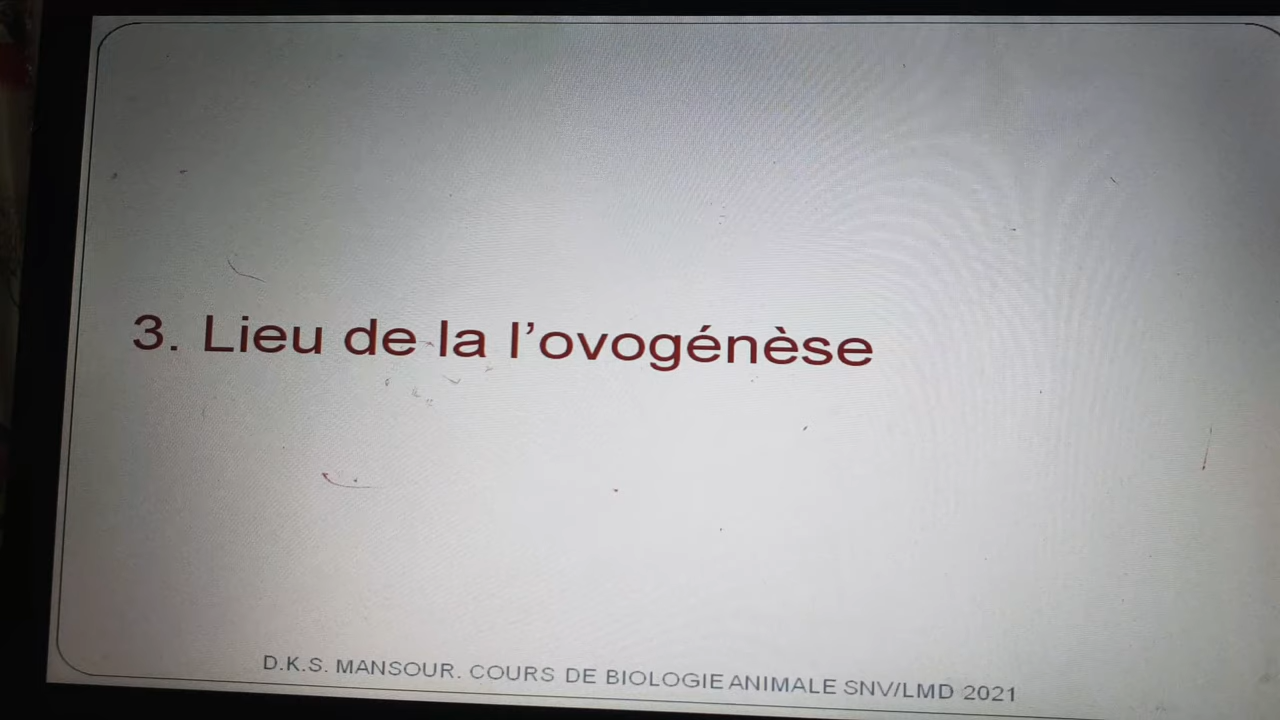 3. Lieu de la l’ovogénèse
D.K.S. MANSOUR. COURS DE BIOLOGIE ANIMALE SNV/LMD 2021